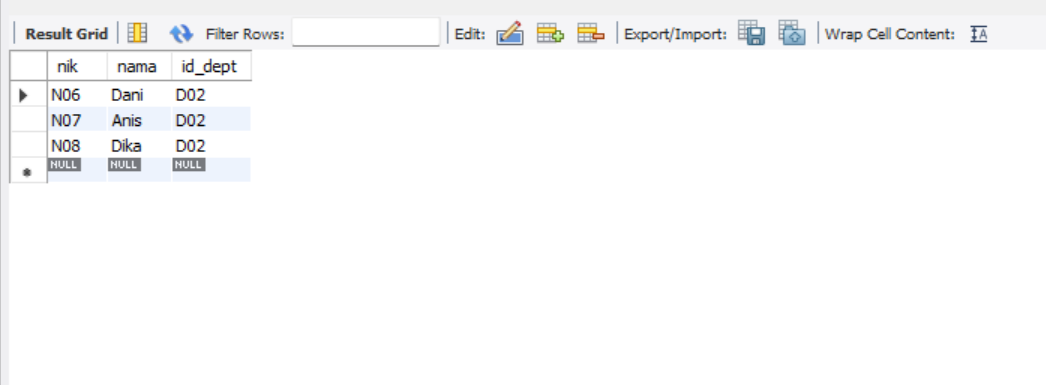 Result Grid Filter Rows: Edit: Export/Import: Wrap Cell Content: IA
nik nama id_dept
N06 Dani D02
N07 Anis D02
N08 Dika D02
NULL NULL NULL